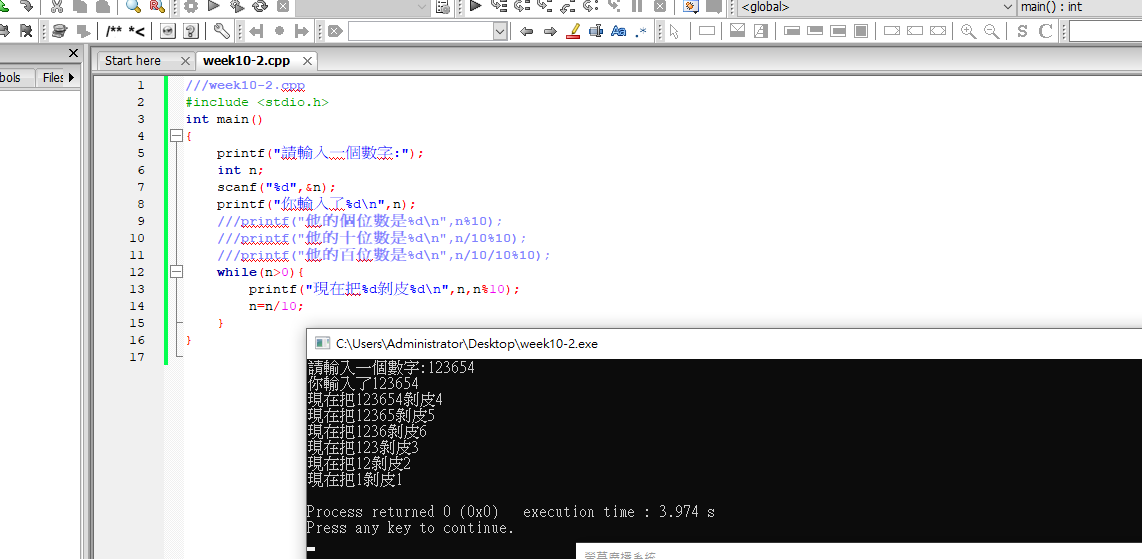 <global>
main() : int
/** *<
Aa .*
S C
bols Files
Start here
week10-2.cpp
1 ///week10-2.cpp
2 #include <stdio.h>
3 int main()
4 {
5 printf("請輸入一個數字:");
6 int n;
7 scanf("%d",&n);
8 printf("你輸入了%d\n",n);
9 ///printf("他的個位數是%d\n",n%10);
10 ///printf("他的十位數是%d\n",n/10%10);
11 ///printf("他的百位數是%d\n",n/10/10%10);
12 while(n>0){
13 printf("現在把%d剝皮%d\n",n,n%10);
14 n=n/10;
15 }
16 }
17
C:\Users\Administrator\Desktop\week10-2.exe
請輸入一個數字:123654
你輸入了123654
現在把123654剝皮4
現在把12365剝皮5
現在把1236剝皮6
現在把123剝皮3
現在把12剝皮2
現在把1剝皮1
Process returned 0 (0x0) execution time : 3.974 s
Press any key to continue.
螢幕廣播系統